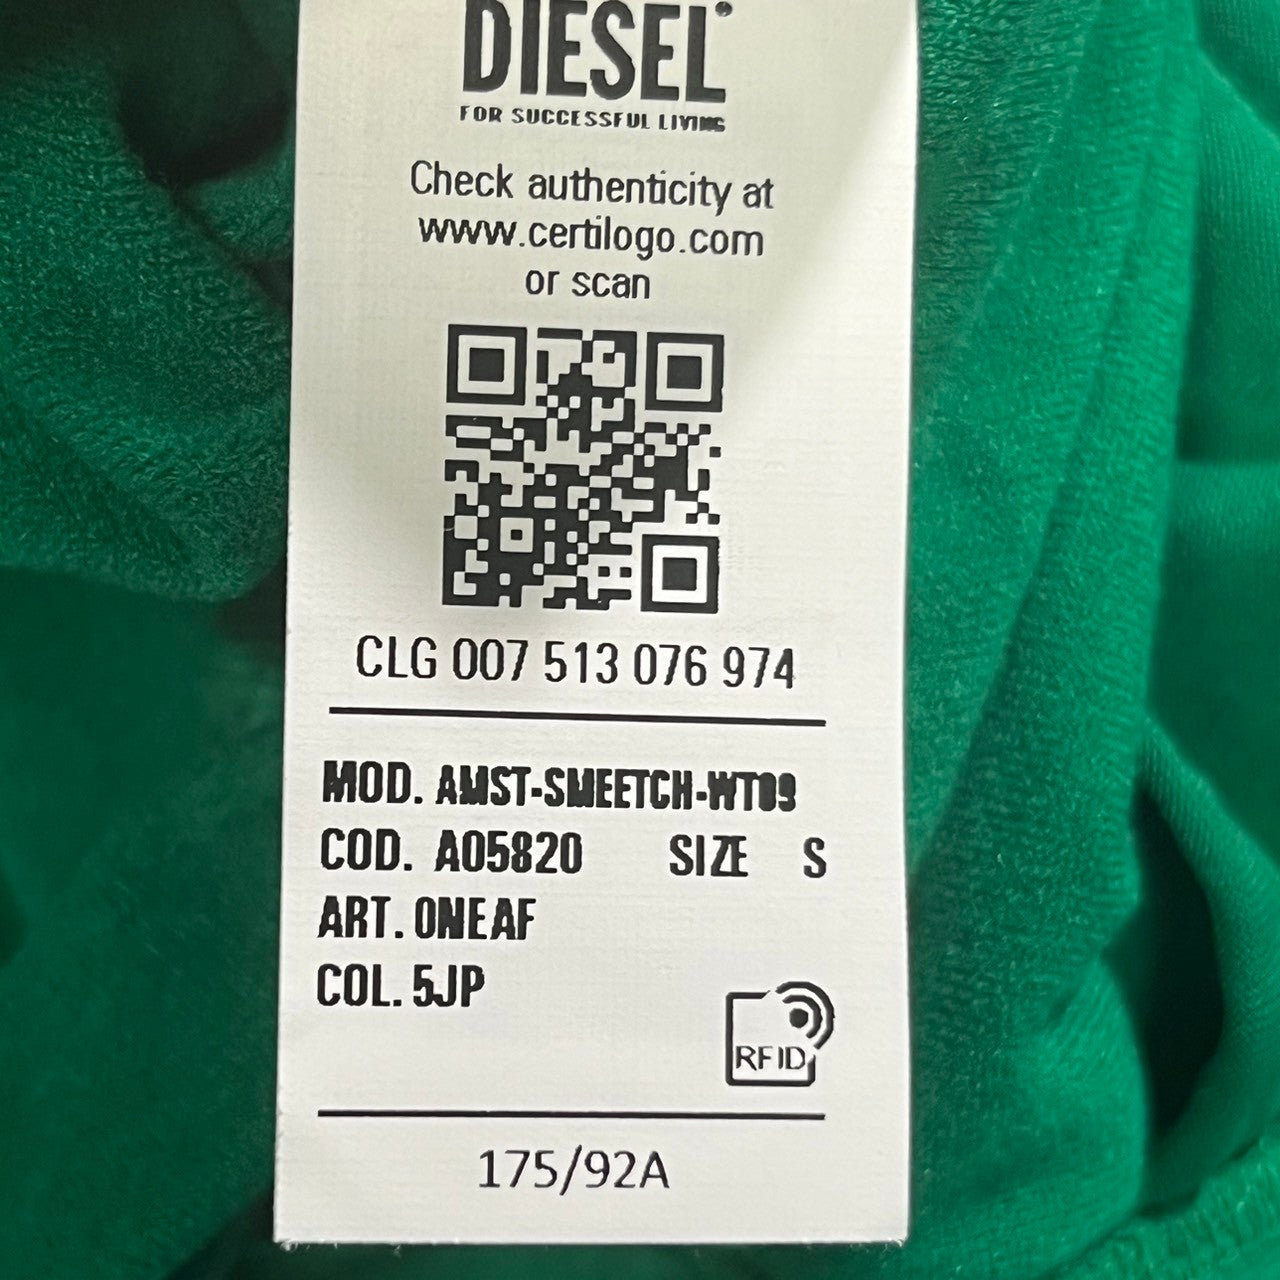 DIESEL
FOR SUCCESSFUL LIVING
Check authenticity at
www.certilogo.com
or scan
CLG 007 513 076 974
MOD. AMST-SMEETCH-WT09
COD. A05820 SIZE S
ART. 0NEAF
COL. 5JP
RFID
175/92A